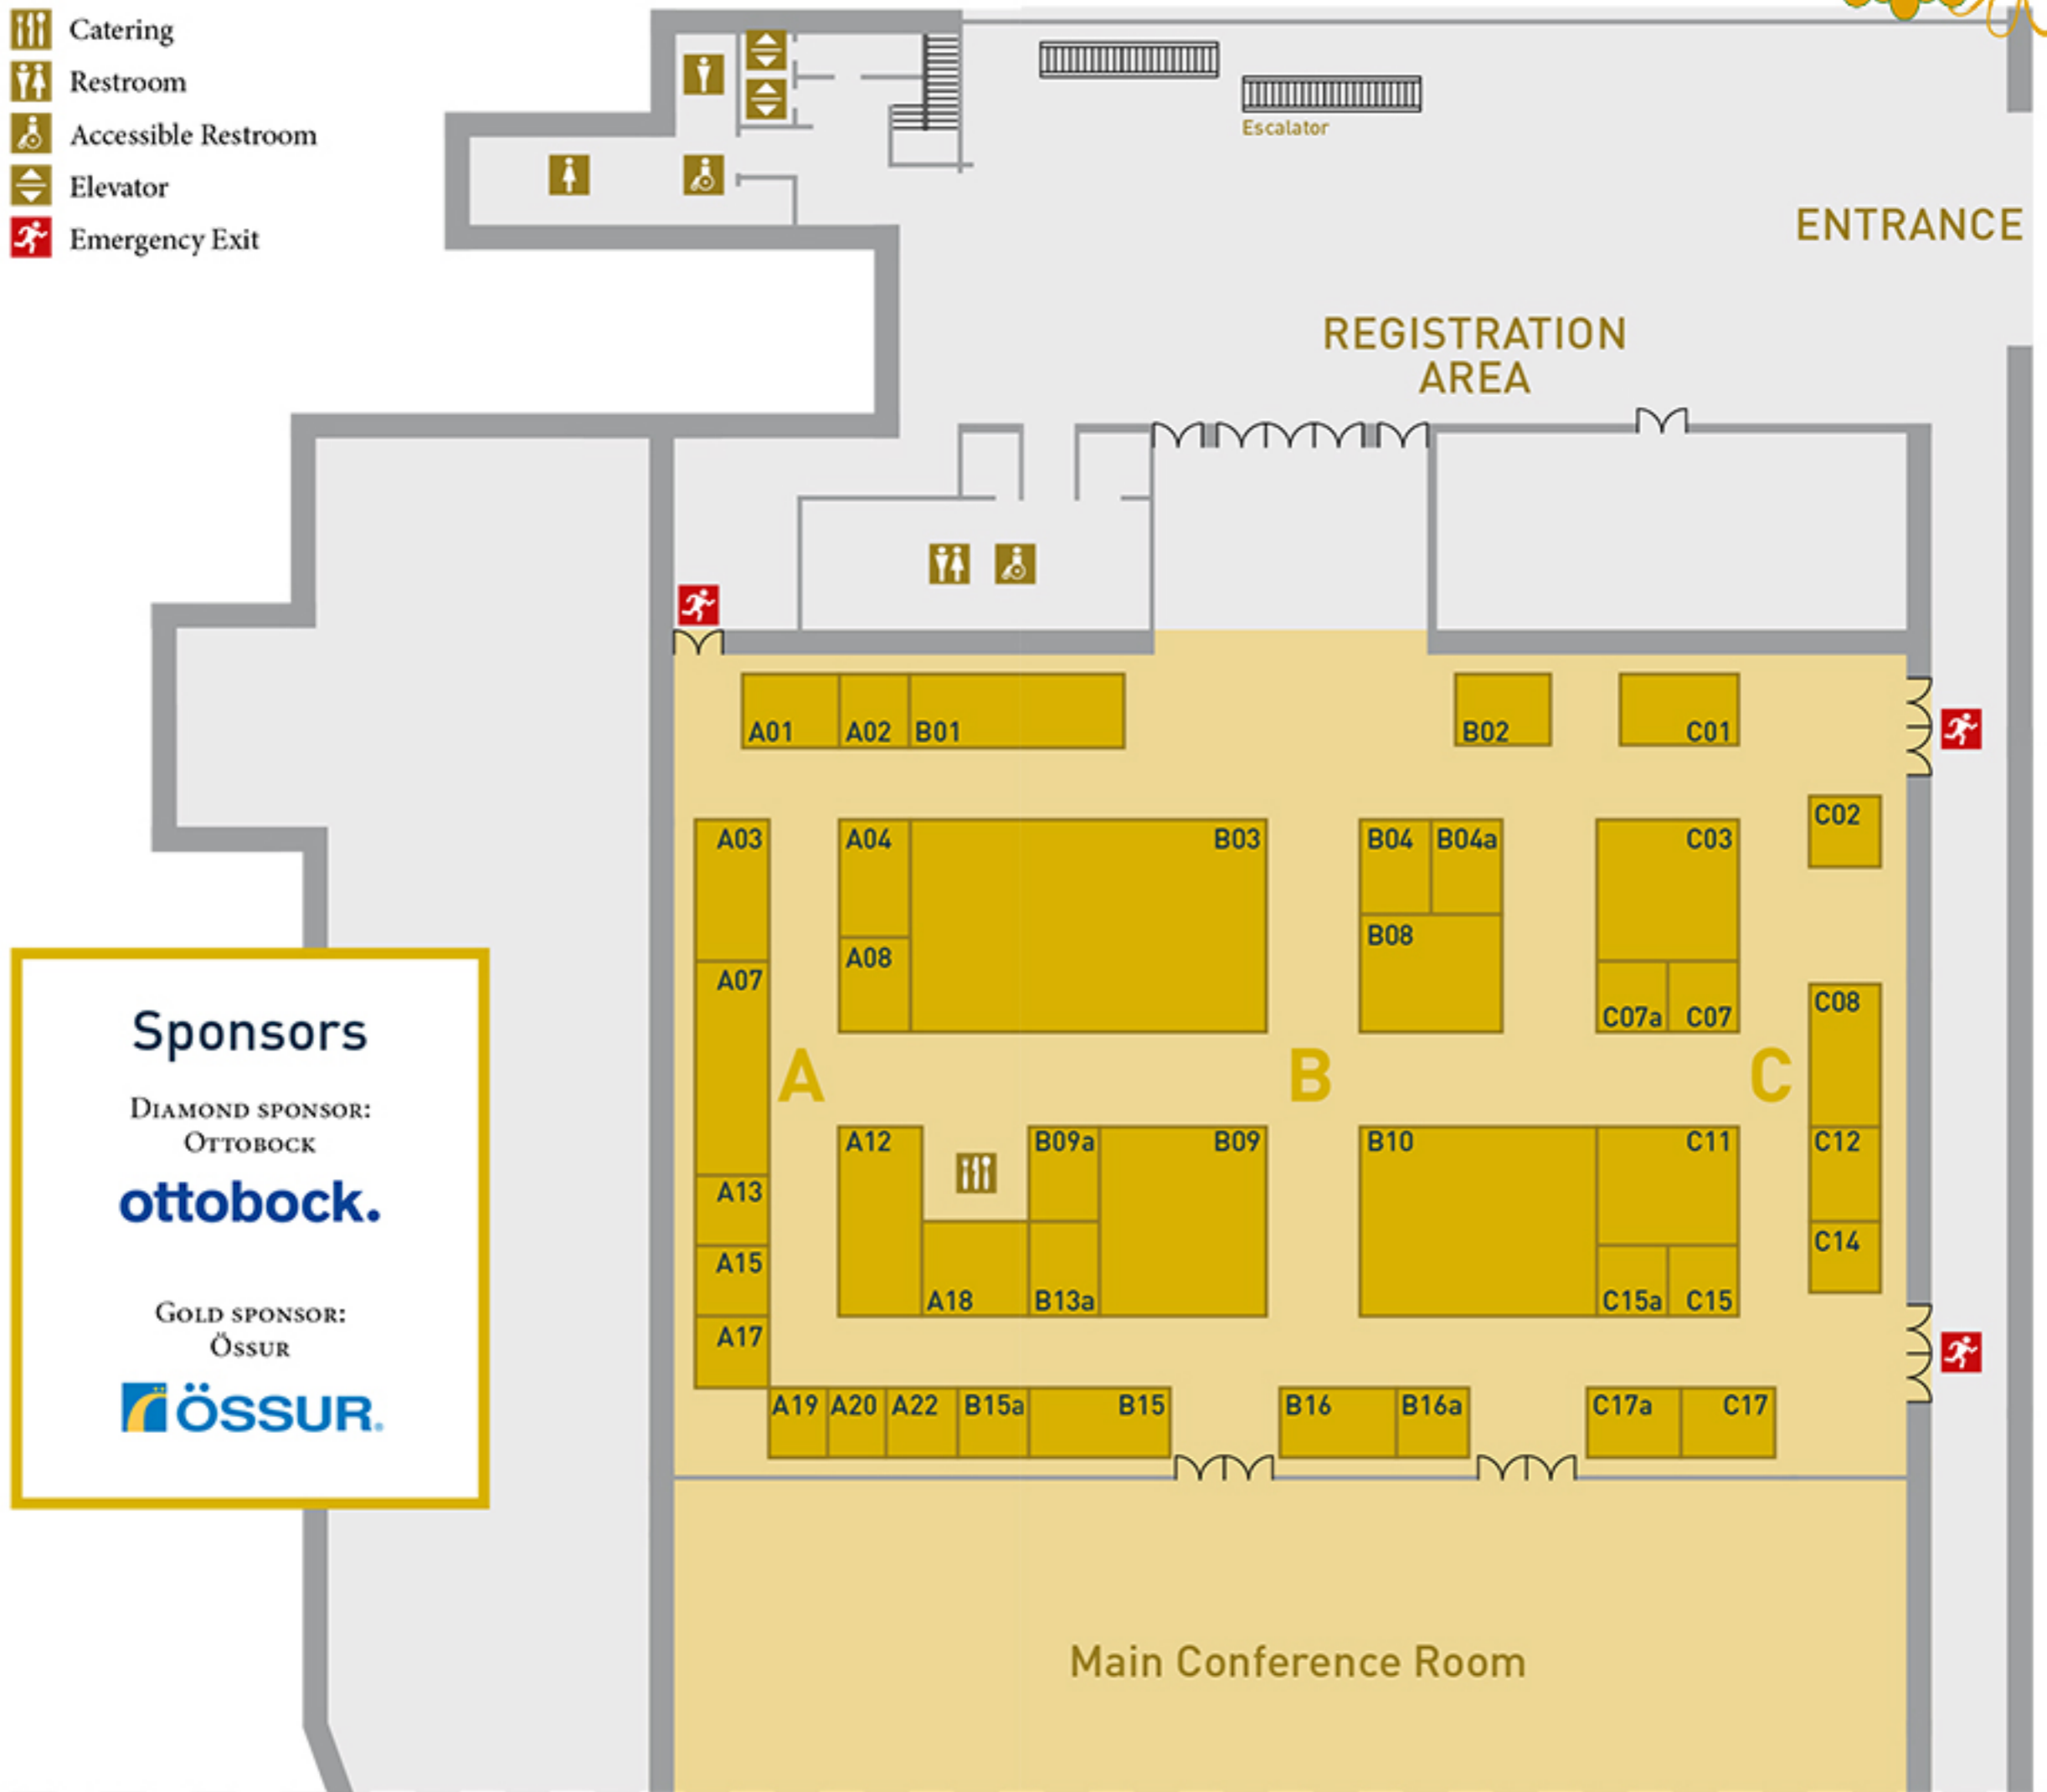 Catering
Restroom
Accessible Restroom
Elevator
Emergency Exit
Escalator
ENTRANCE
REGISTRATION
AREA
A01 A02 B01 B02 C01
C02
A03 A04 B03 B04 B04a C03
B08
A08
A07
C08
C07a C07
A B C
A12 B09a B09 B10 C11 C12
A13
C14
A15
A18 B13a C15a C15
A17
A19 A20 A22 B15a B15 B16 B16a C17a C17
Main Conference Room
Sponsors
DIAMOND SPONSOR:
OTTOBOCK
ottobock.
GOLD SPONSOR:
ÖSSUR
ÖSSUR®